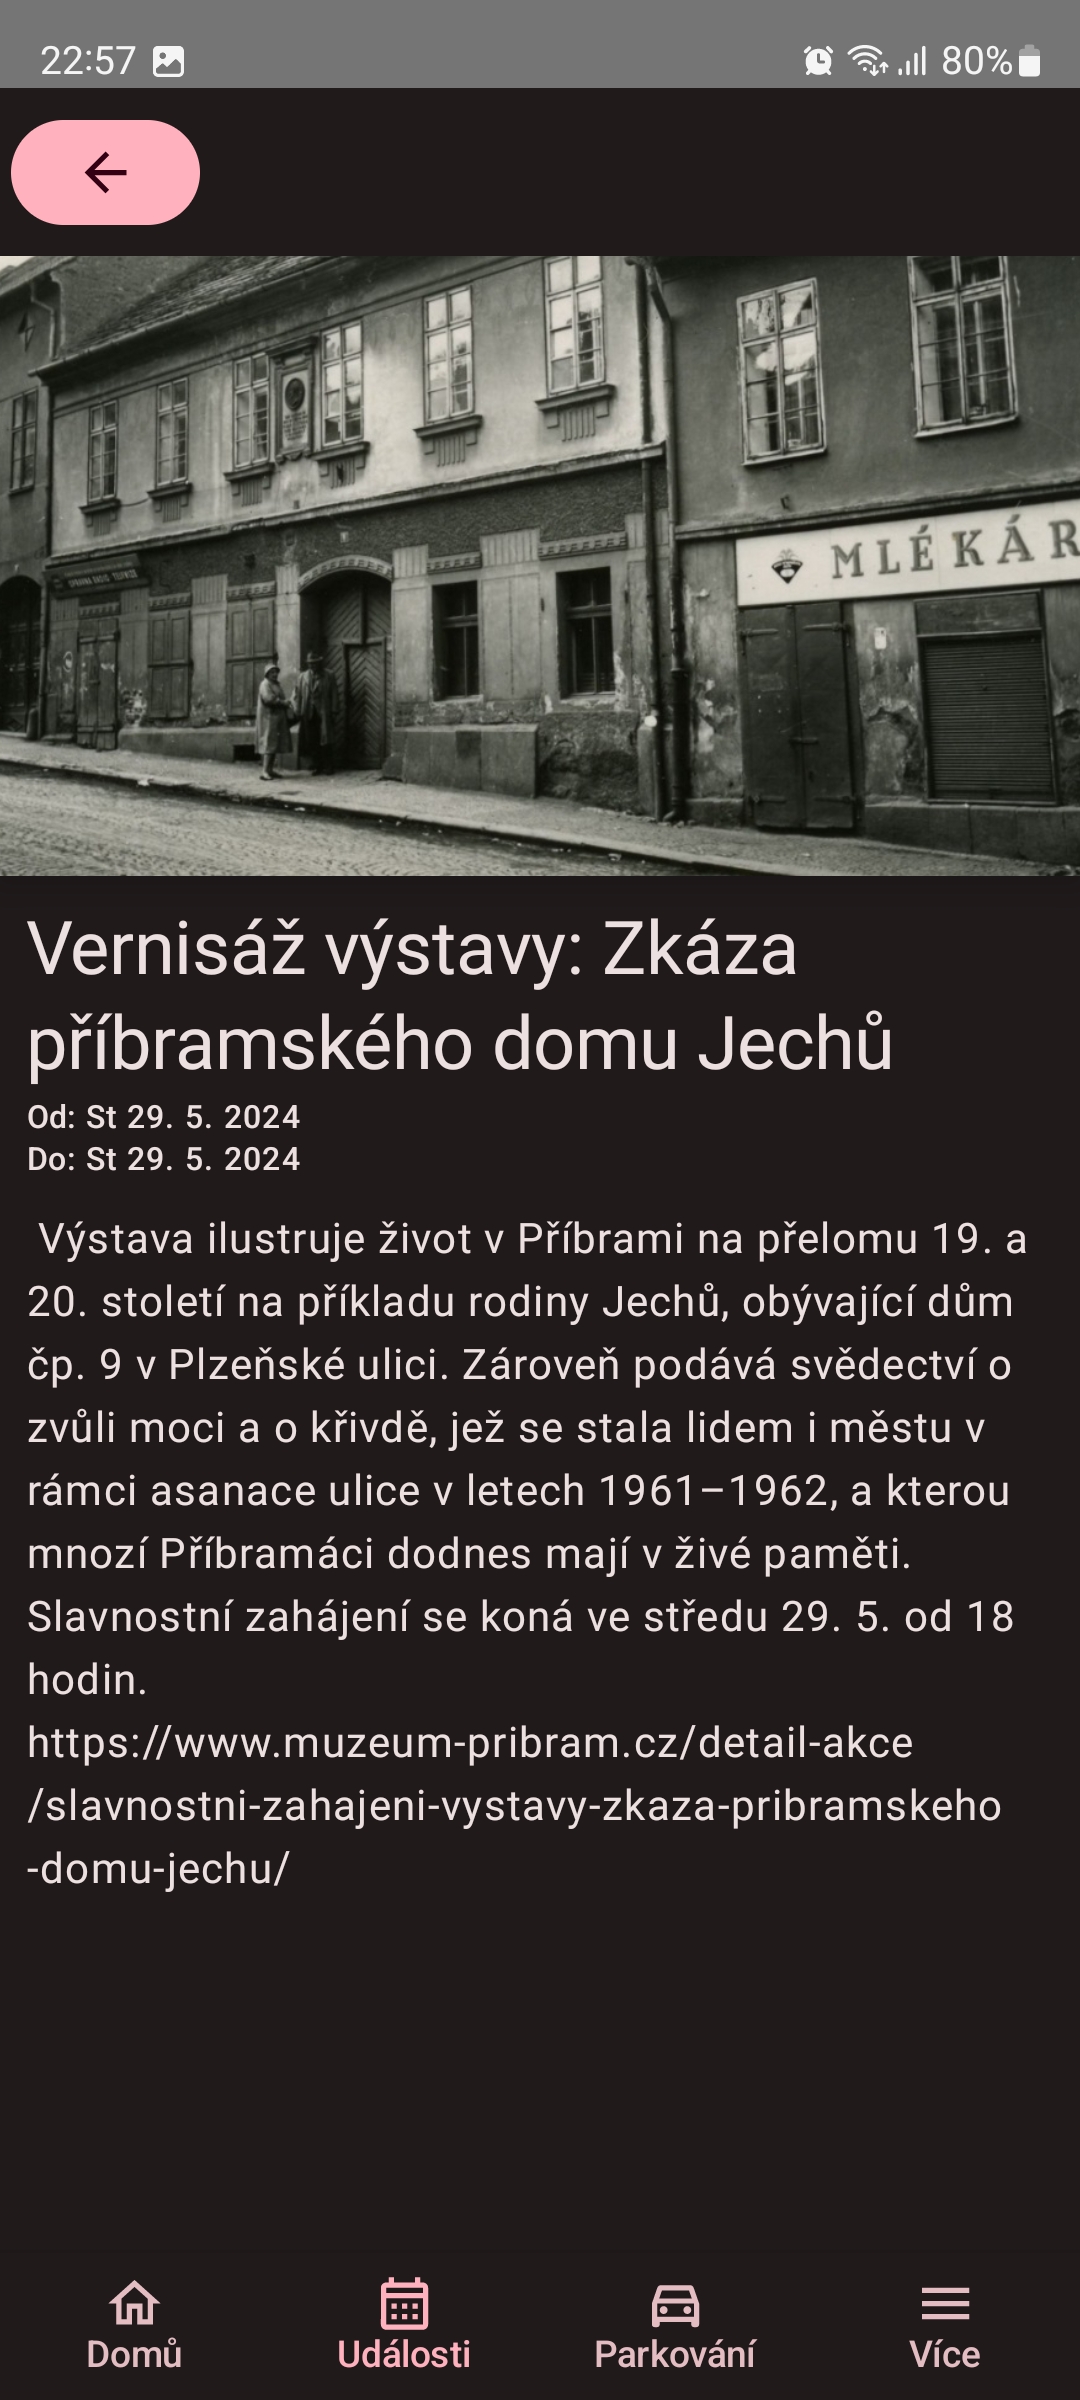 22:57
80%
MLÉKÁR
Vernisáž výstavy: Zkáza
příbramského domu Jechů
Od: St 29. 5. 2024
Do: St 29. 5. 2024
Výstava ilustruje život v Příbrami na přelomu 19. a
20. století na příkladu rodiny Jechů, obývající dům
čp. 9 v Plzeňské ulici. Zároveň podává svědectví o
zvůli moci a o křivdě, jež se stala lidem i městu v
rámci asanace ulice v letech 1961–1962, a kterou
mnozí Příbramáci dodnes mají v živé paměti.
Slavnostní zahájení se koná ve středu 29. 5. od 18
hodin.
https://www.muzeum-pribram.cz/detail-akce
/slavnostni-zahajeni-vystavy-zkaza-pribramskeho
-domu-jechu/
Domů
Události
Parkování
Více